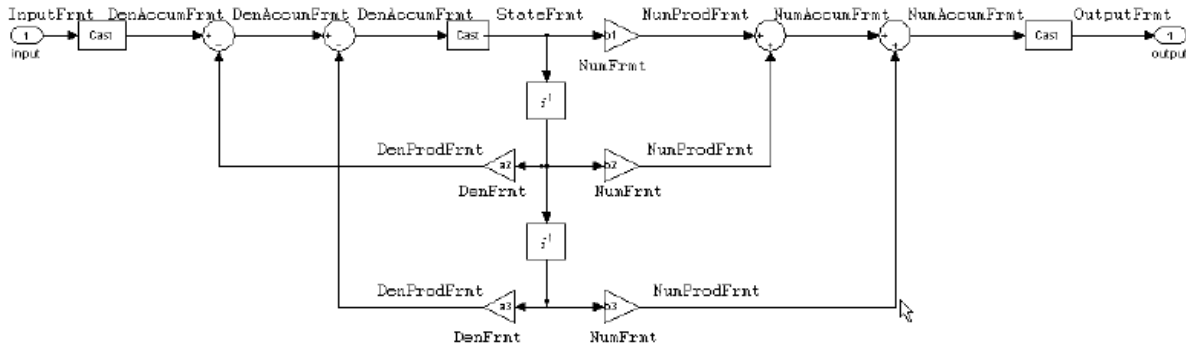 InputFrmt DenAccumFrmt DenAccumFrmt DenAccumFrmt StateFrmt NumProdFrmt NumAccumFrmt NumAccumFrmt OutputFrmt
1 Cast Cast b1 Cast 1
input NumFrmt output
z-1
DenProdFrmt NumProdFrmt
a2 b2
DenFrmt NumFrmt
z-1
DenProdFrmt NumProdFrmt
a3 b3
DenFrmt NumFrmt